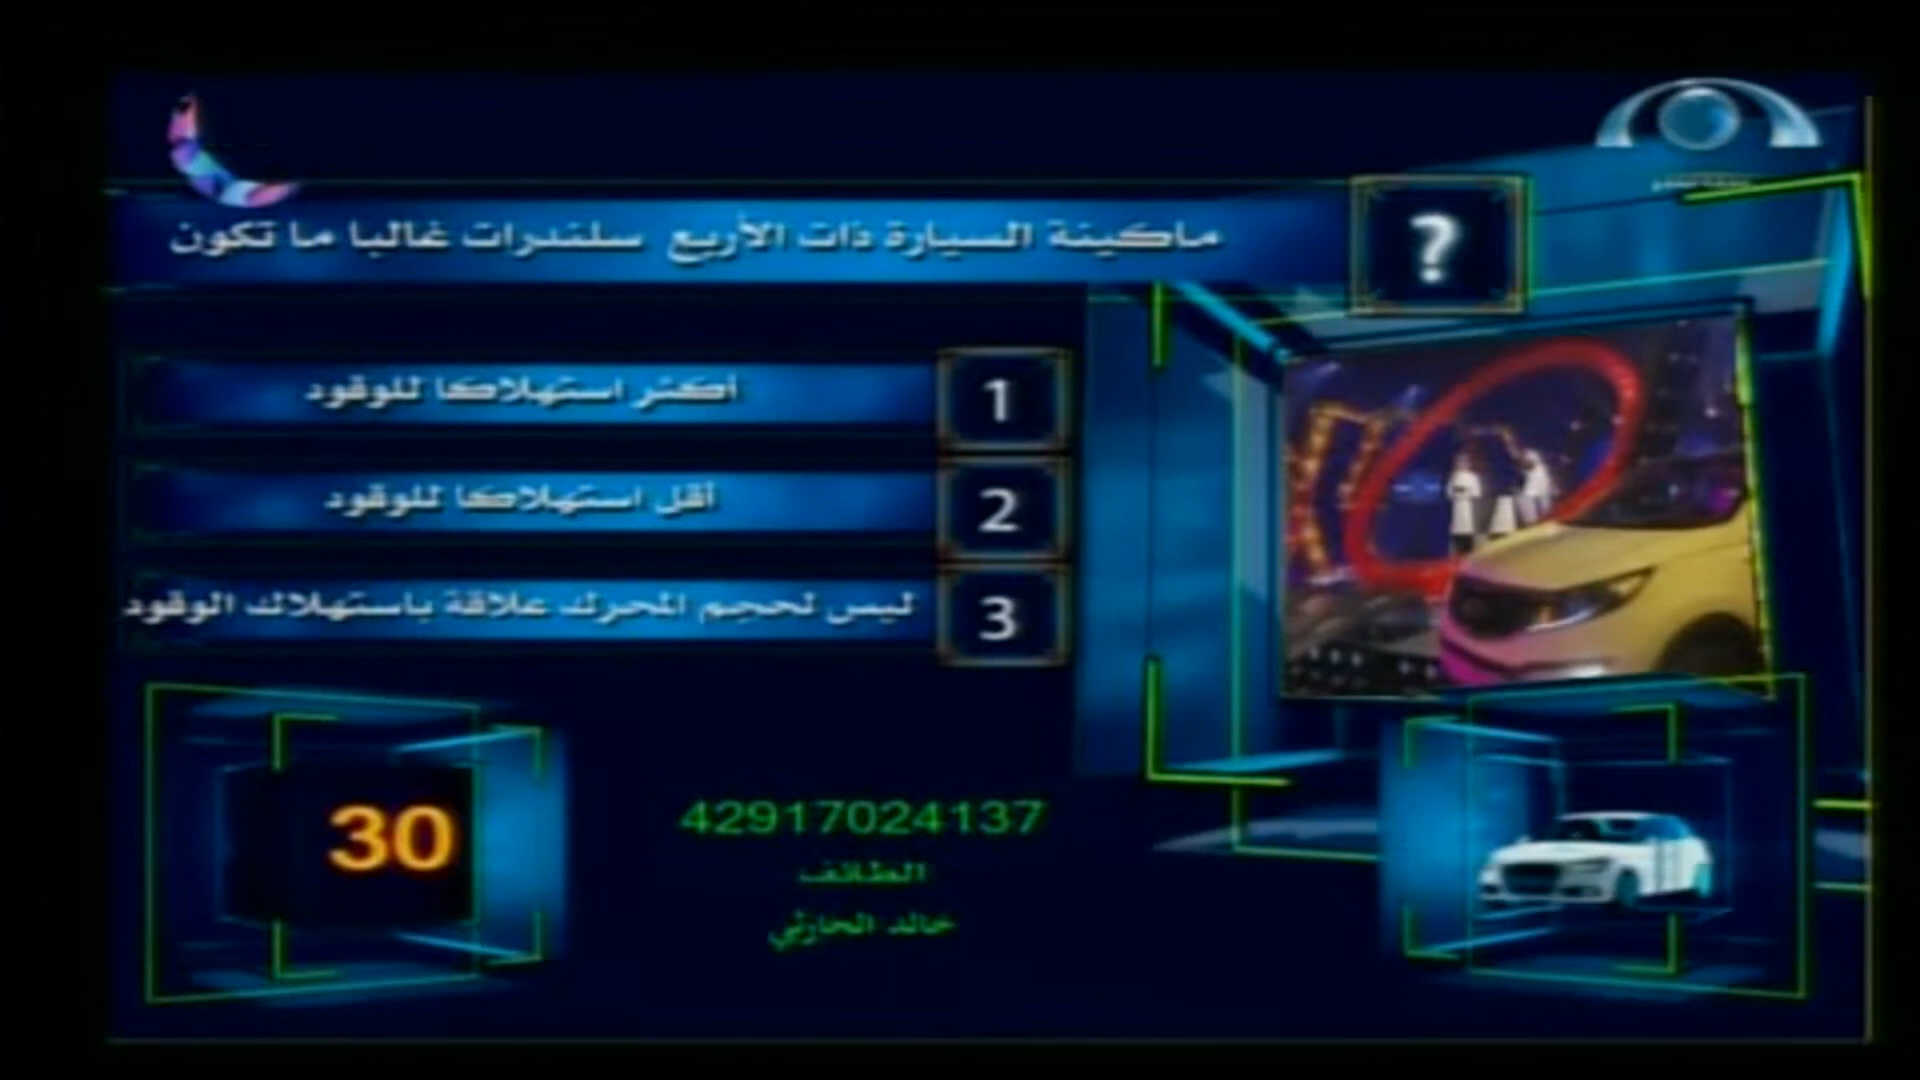 ماكينة السيارة ذات الأربع سلندرات غالبا ما تكون
?
أكثر استهلاكا للوقود
1
أقل استهلاكا للوقود
2
ليس لحجم المحرك علاقة باستهلاك الوقود
3
30
42917024137
الطائف
خالد الحارثي